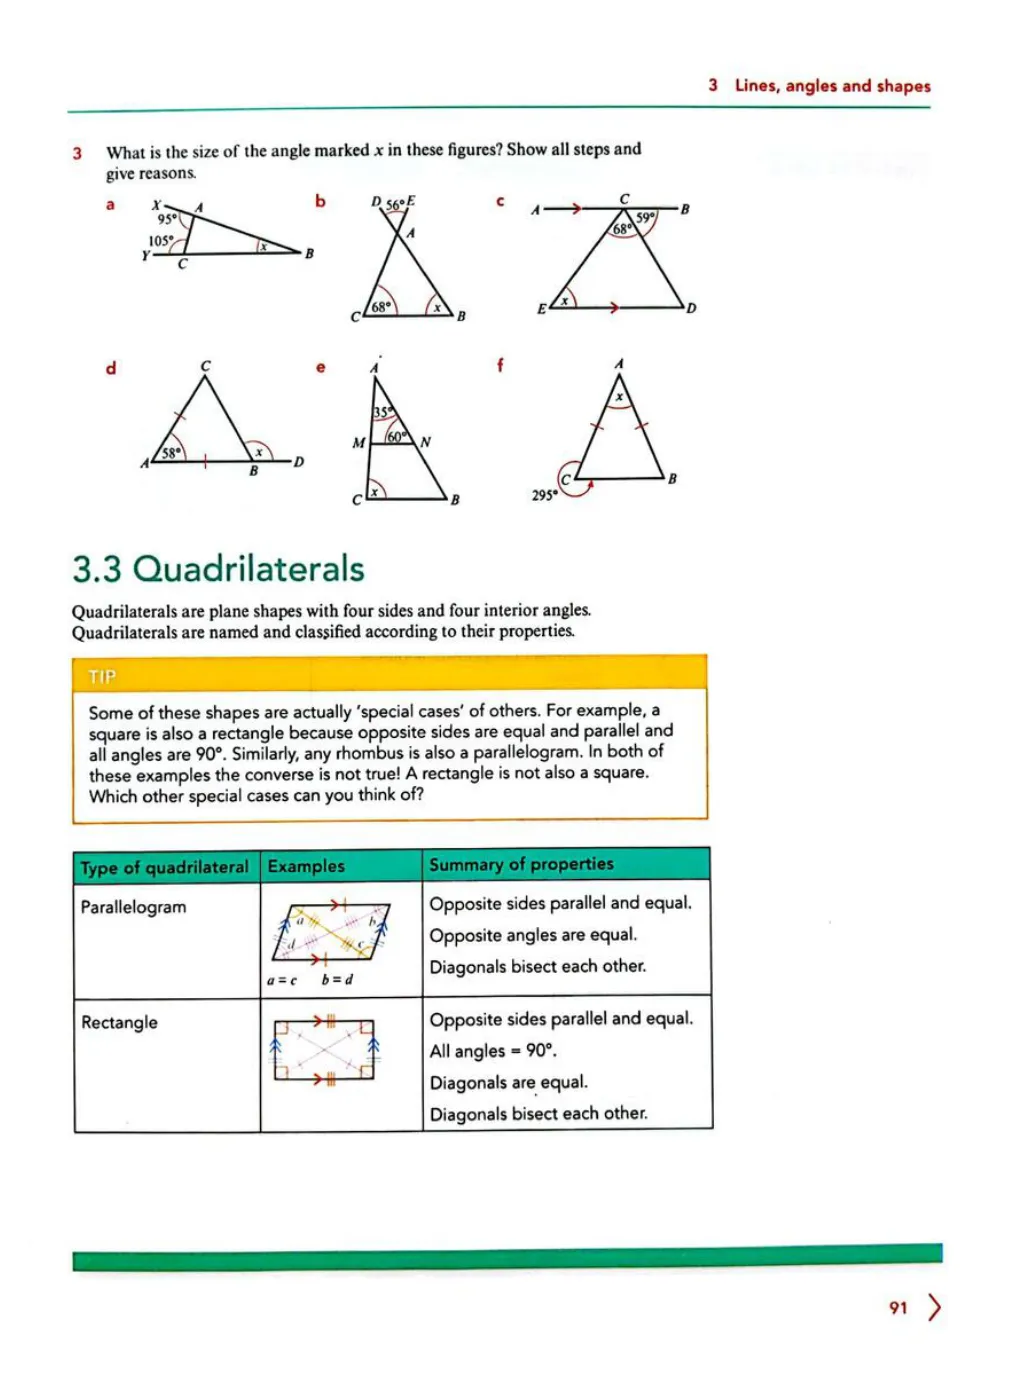 3 Lines, angles and shapes
3 What is the size of the angle marked x in these figures? Show all steps and
give reasons.
a
X
A
95°
105°
x
Y
C
B
b
D 56° E
A
68°
x
C
B
c
A
C
B
59°
68°
x
E
D
d
C
58°
x
A
B
D
e
A
35°
M
60°
N
x
C
B
f
A
x
C
B
295°
3.3 Quadrilaterals
Quadrilaterals are plane shapes with four sides and four interior angles.
Quadrilaterals are named and classified according to their properties.
TIP
Some of these shapes are actually 'special cases' of others. For example, a
square is also a rectangle because opposite sides are equal and parallel and
all angles are 90°. Similarly, any rhombus is also a parallelogram. In both of
these examples the converse is not true! A rectangle is not also a square.
Which other special cases can you think of?
Type of quadrilateral Examples Summary of properties
Parallelogram
a
b
d
c
a = c b = d
Opposite sides parallel and equal.
Opposite angles are equal.
Diagonals bisect each other.
Rectangle
Opposite sides parallel and equal.
All angles = 90°.
Diagonals are equal.
Diagonals bisect each other.
91